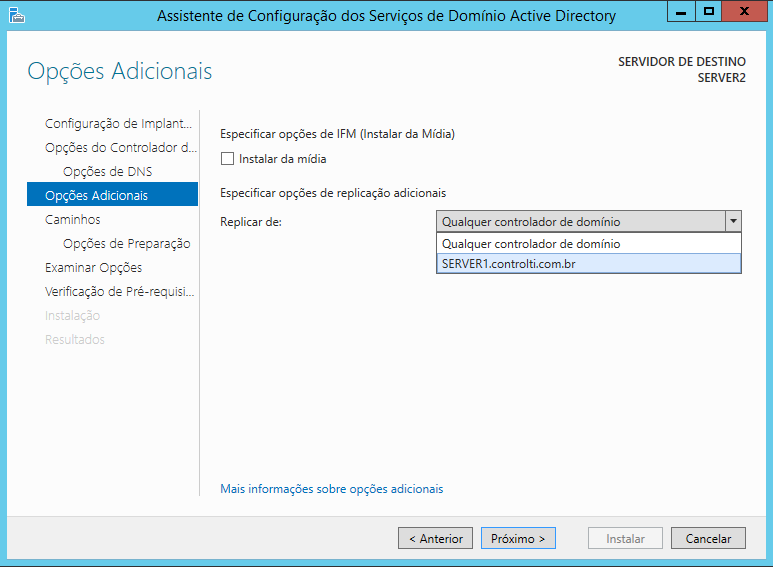 Assistente de Configuração dos Serviços de Domínio Active Directory
Opções Adicionais
SERVIDOR DE DESTINO
SERVER2
Configuração de Implant...
Opções do Controlador d...
Opções de DNS
Opções Adicionais
Caminhos
Opções de Preparação
Examinar Opções
Verificação de Pré-requisi...
Instalação
Resultados
Especificar opções de IFM (Instalar da Mídia)
Instalar da mídia
Especificar opções de replicação adicionais
Replicar de:
Qualquer controlador de domínio
Qualquer controlador de domínio
SERVER1.controlti.com.br
Mais informações sobre opções adicionais
< Anterior
Próximo >
Instalar
Cancelar